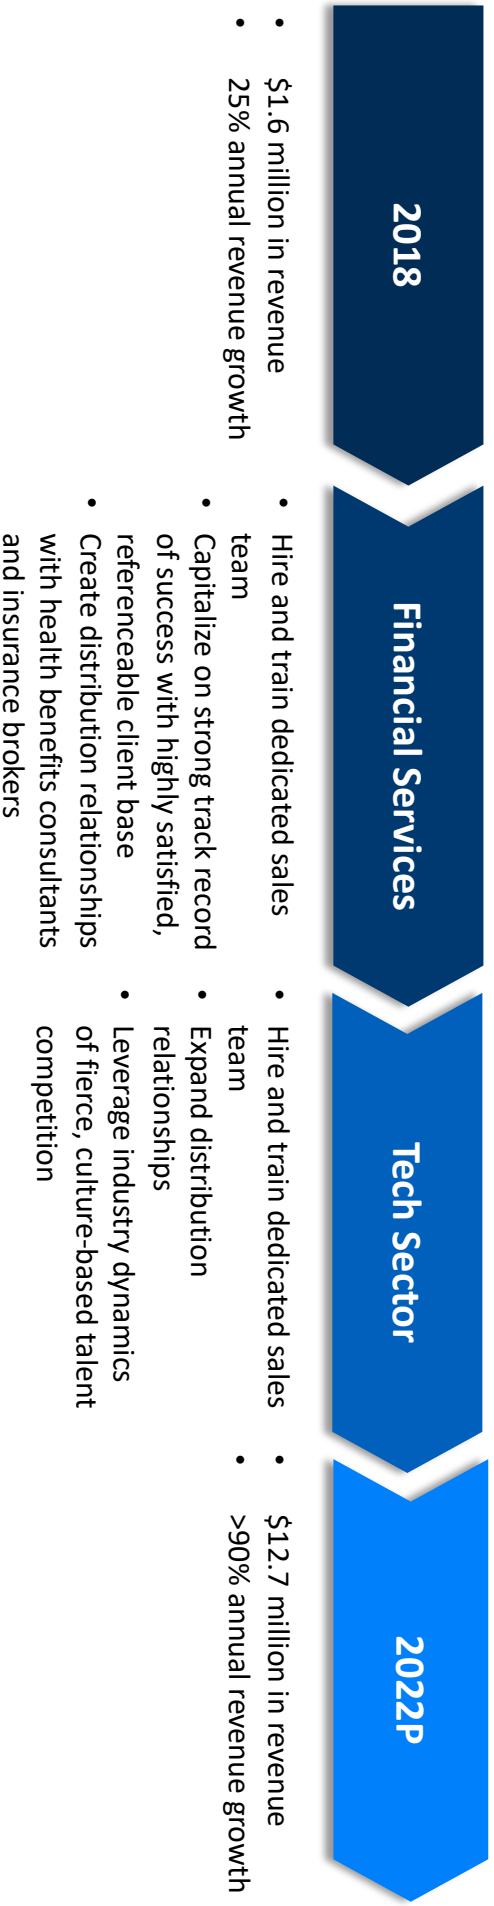 2018
• $1.6 million in revenue
• 25% annual revenue growth
Financial Services
• Hire and train dedicated sales
team
• Capitalize on strong track record
of success with highly satisfied,
referenceable client base
• Create distribution relationships
with health benefits consultants
and insurance brokers
Tech Sector
• Hire and train dedicated sales
team
• Expand distribution
relationships
• Leverage industry dynamics
of fierce, culture-based talent
competition
2022P
• $12.7 million in revenue
• >90% annual revenue growth